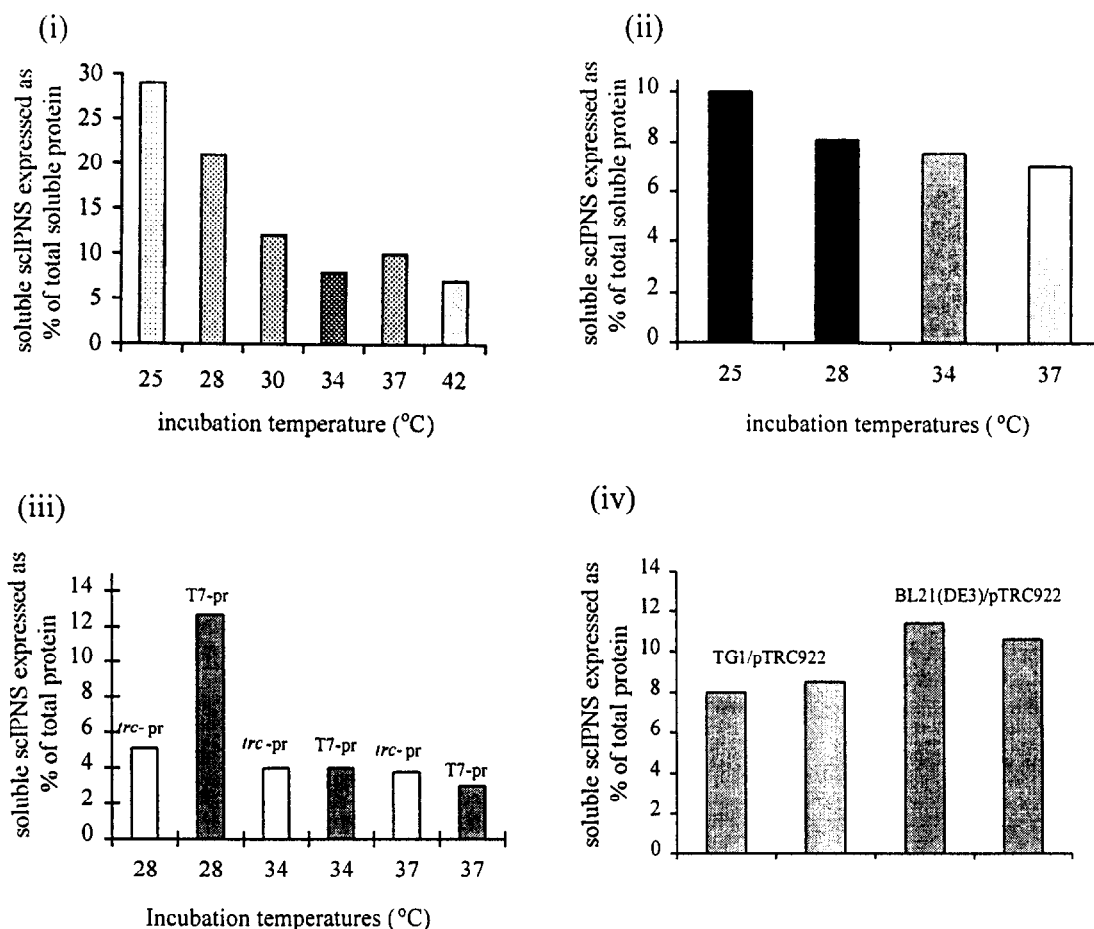 (i)
soluble scIPNS expressed as
% of total soluble protein
30
25
20
15
10
5
0
25 28 30 34 37 42
incubation temperature (°C)
(ii)
soluble scIPNS expressed as
% of total soluble protein
10
8
6
4
2
0
25 28 34 37
incubation temperatures (°C)
(iii)
soluble scIPNS expressed as
% of total protein
14
12
10
8
6
4
2
0
trc-pr
T7-pr
trc-pr
T7-pr
trc-pr
T7-pr
28 28 34 34 37 37
Incubation temperatures (°C)
(iv)
soluble scIPNS expressed as
% of total protein
14
12
10
8
6
4
2
0
TG1/pTRC922
BL21(DE3)/pTRC922